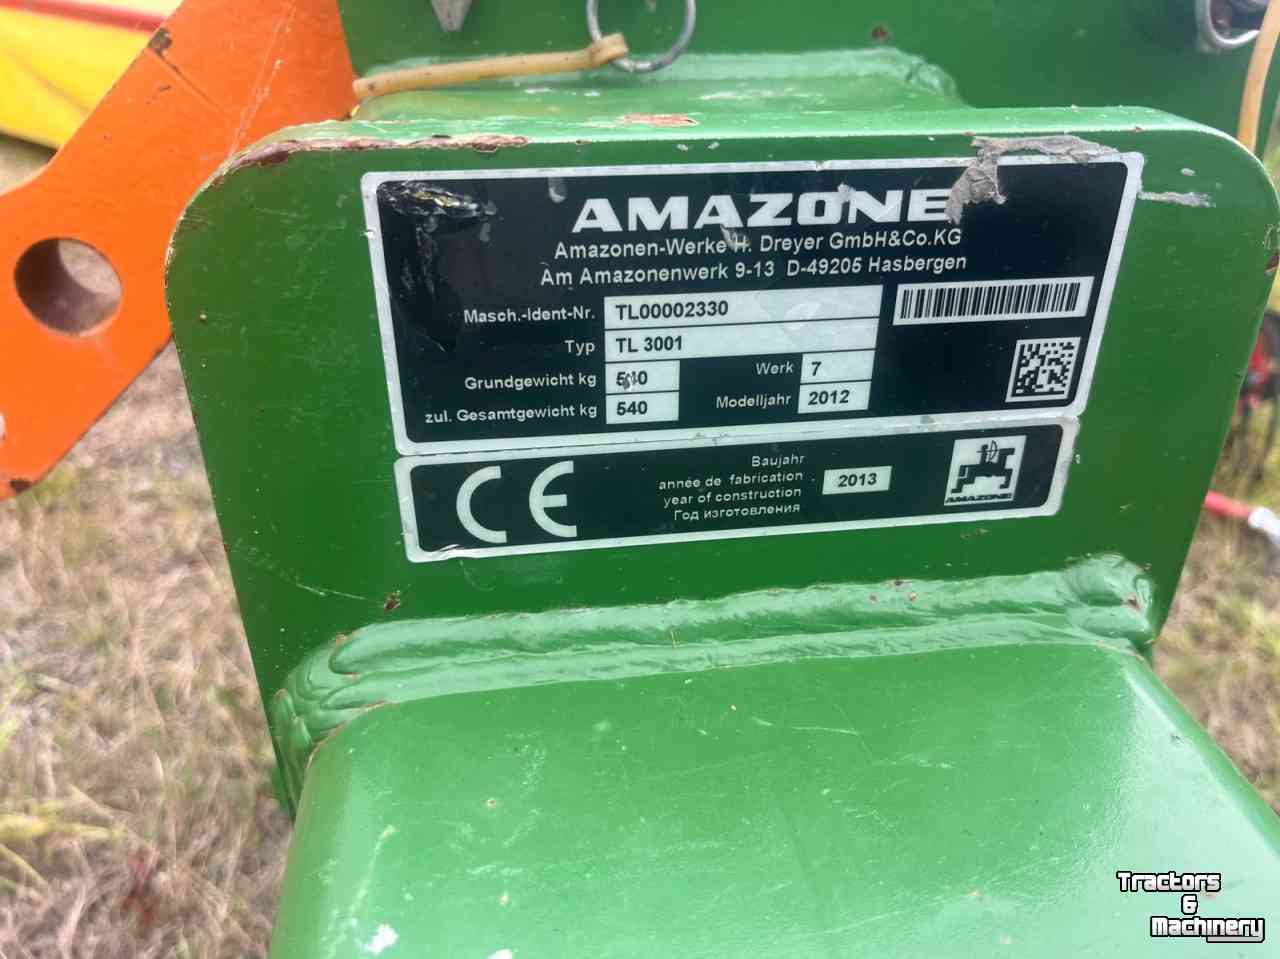 AMAZONE
Amazonen-Werke H. Dreyer GmbH&Co.KG
Am Amazonenwerk 9-13 D-49205 Hasbergen
Masch.-Ident-Nr. TL00002330
Typ TL 3001
Grundgewicht kg Werk 7
zul. Gesamtgewicht kg 540 Modelljahr 2012
CE Baujahr
année de fabrication
year of construction 2013
Год изготовления
AMAZONE
Tractors
&
Machinery